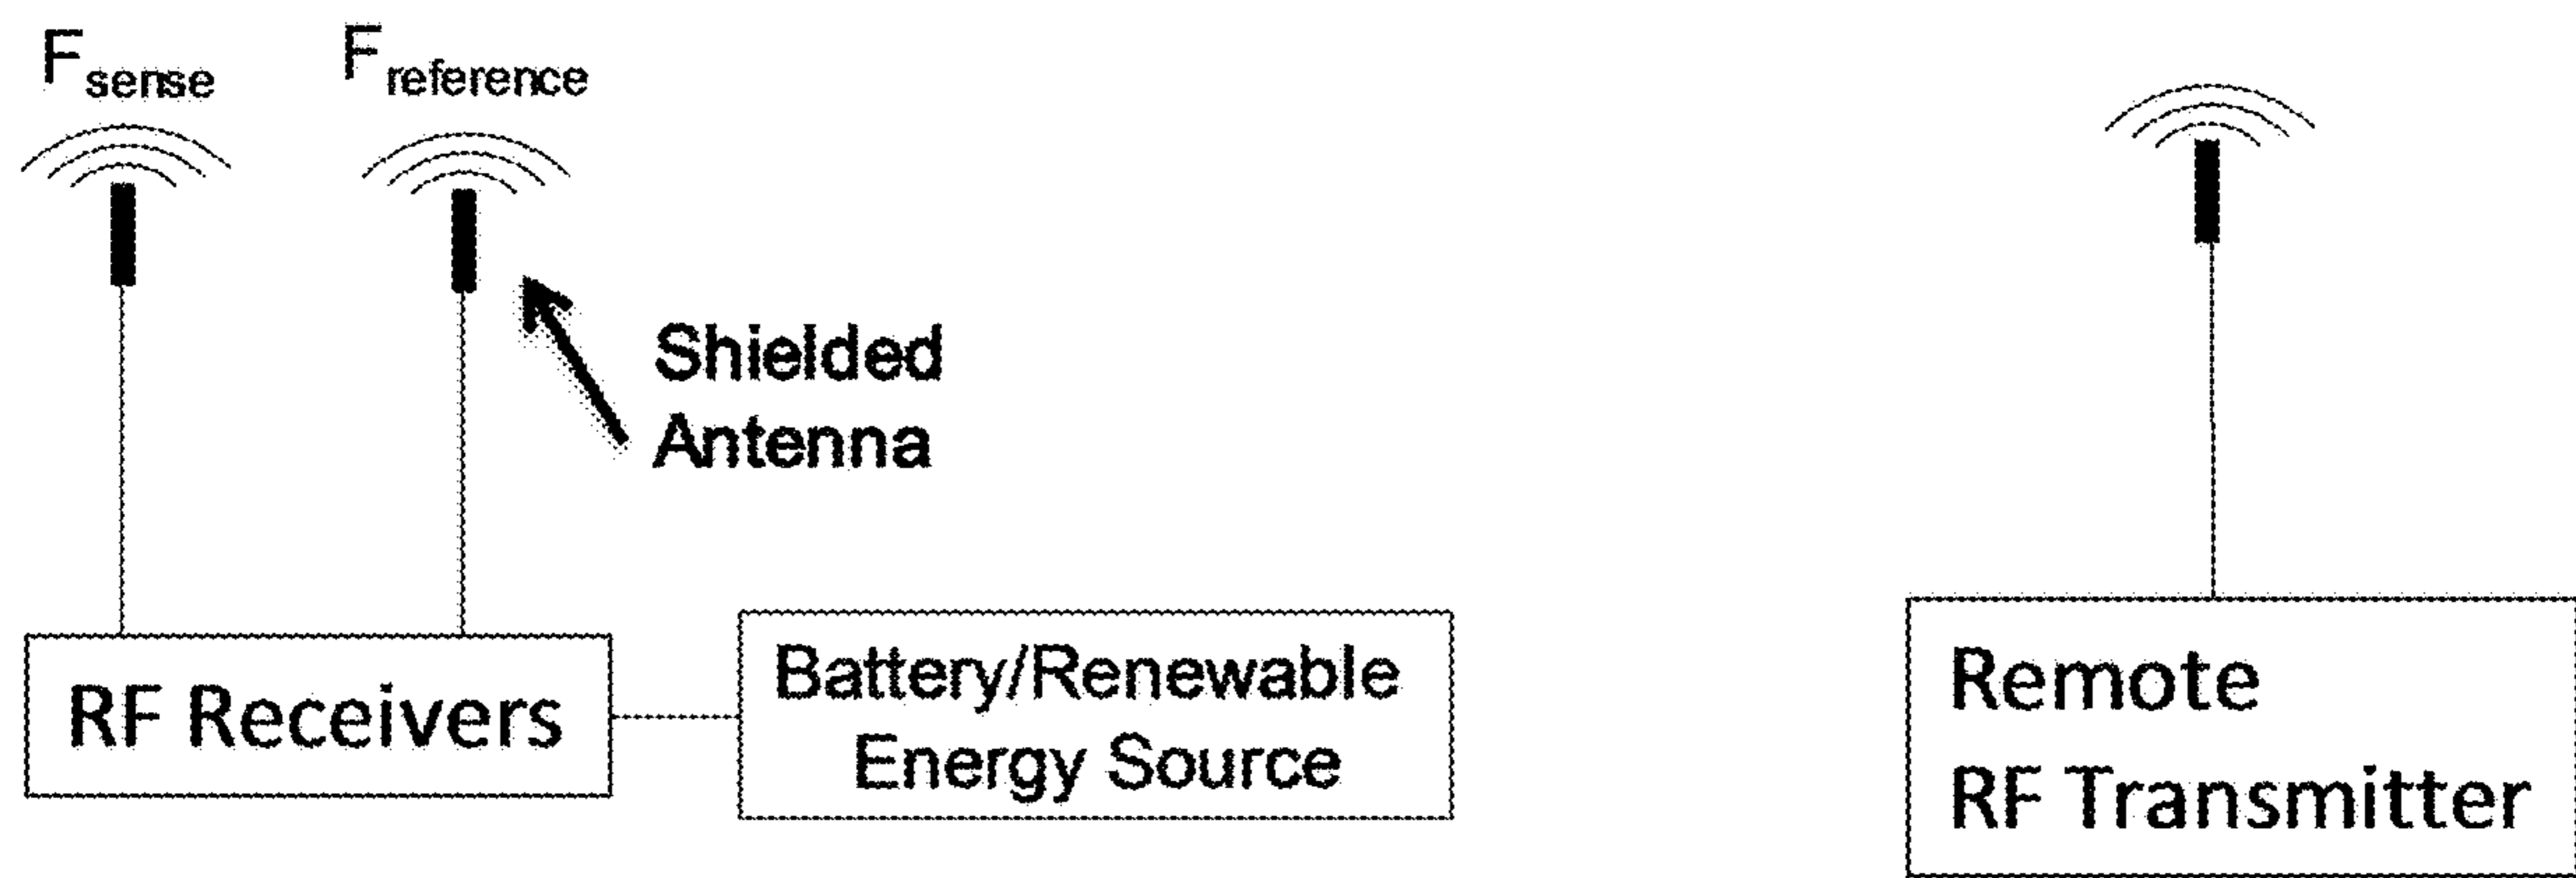 Fsense
Freference
Shielded
Antenna
RF Receivers
Battery/Renewable
Energy Source
Remote
RF Transmitter